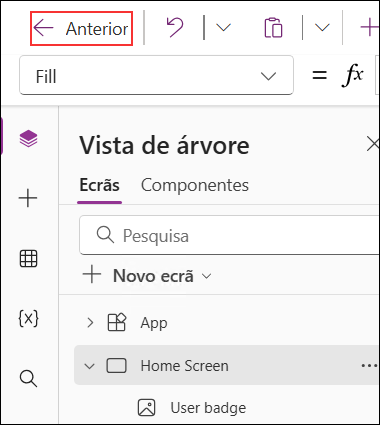 Anterior
Fill = fx
Vista de árvore
Ecrãs Componentes
Pesquisa
Novo ecrã
{x}
App
Home Screen
User badge